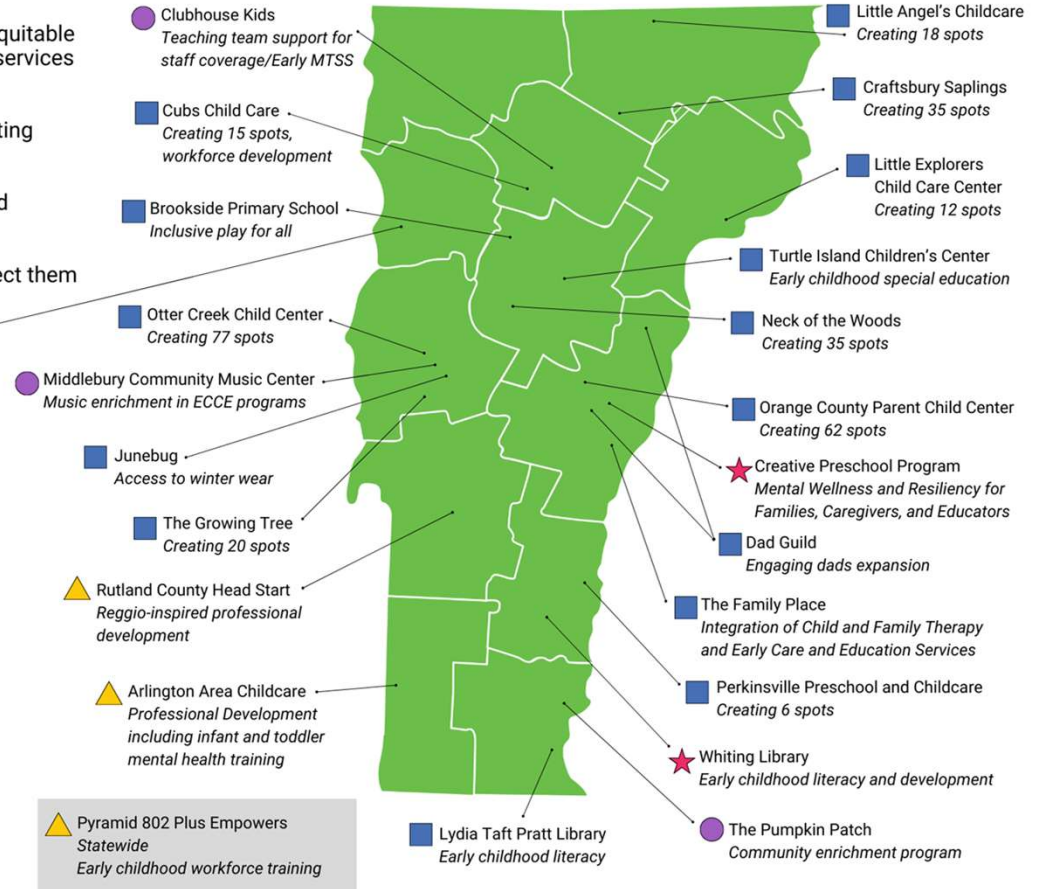 quitable
services
ting
d
ect them
Clubhouse Kids
Teaching team support for
staff coverage/Early MTSS
Cubs Child Care
Creating 15 spots,
workforce development
Brookside Primary School
Inclusive play for all
Otter Creek Child Center
Creating 77 spots
Middlebury Community Music Center
Music enrichment in ECCE programs
Junebug
Access to winter wear
The Growing Tree
Creating 20 spots
Rutland County Head Start
Reggio-inspired professional
development
Arlington Area Childcare
Professional Development
including infant and toddler
mental health training
Pyramid 802 Plus Empowers
Statewide
Early childhood workforce training
Little Angel's Childcare
Creating 18 spots
Craftsbury Saplings
Creating 35 spots
Little Explorers
Child Care Center
Creating 12 spots
Turtle Island Children's Center
Early childhood special education
Neck of the Woods
Creating 35 spots
Orange County Parent Child Center
Creating 62 spots
Creative Preschool Program
Mental Wellness and Resiliency for
Families, Caregivers, and Educators
Dad Guild
Engaging dads expansion
The Family Place
Integration of Child and Family Therapy
and Early Care and Education Services
Perkinsville Preschool and Childcare
Creating 6 spots
Whiting Library
Early childhood literacy and development
The Pumpkin Patch
Community enrichment program
Lydia Taft Pratt Library
Early childhood literacy